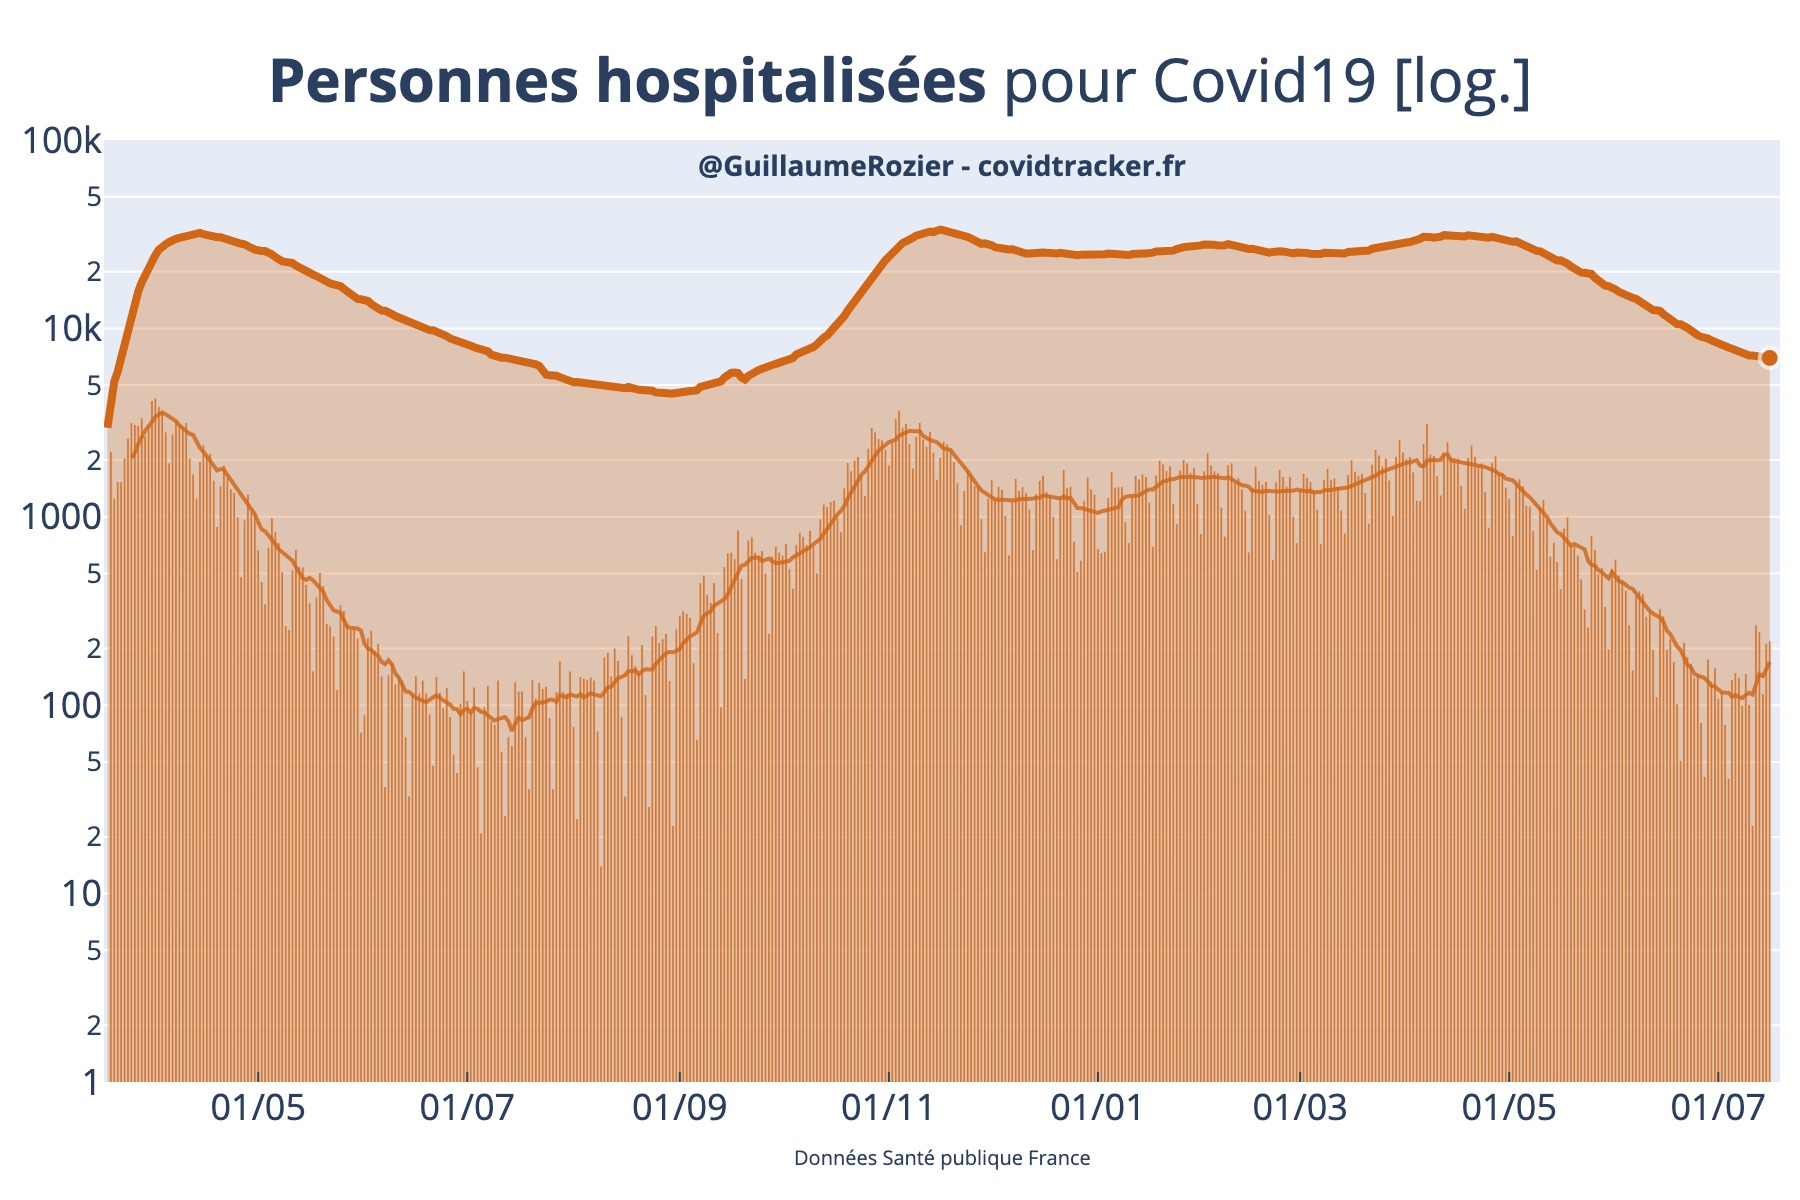 Personnes hospitalisées pour Covid19 [log.]
@GuillaumeRozier - covidtracker.fr
100k
5
2
10k
5
2
1000
5
2
100
5
2
10
5
2
1
01/05 01/07 01/09 01/11 01/01 01/03 01/05 01/07
Données Santé publique France